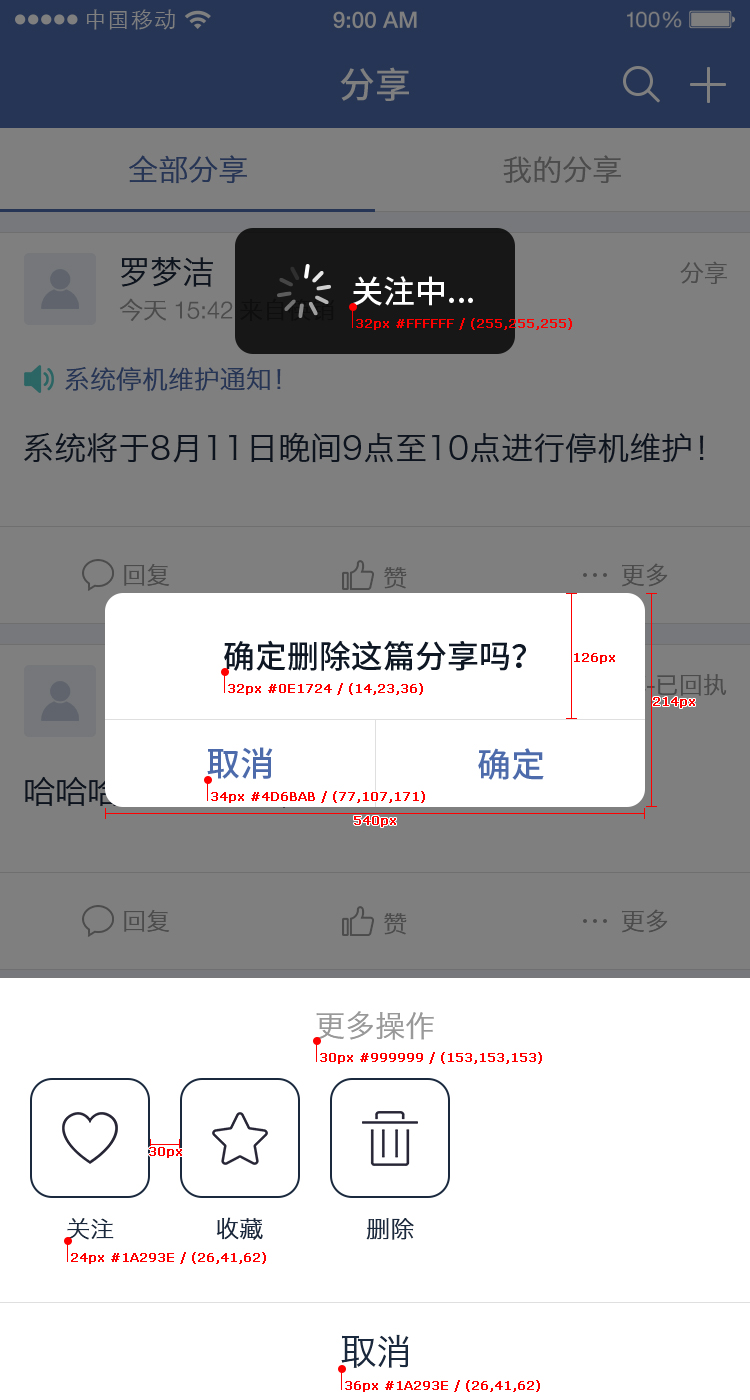 中国移动 9:00 AM 100%
分享
全部分享 我的分享
罗梦洁 关注中... 分享
今天 15:42
32px #FFFFFF / (255,255,255)
系统停机维护通知!
系统将于8月11日晚间9点至10点进行停机维护!
回复 赞 ··· 更多
确定删除这篇分享吗?
126px
-已回执
32px #0E1724 / (14,23,36)
214px
取消 确定
哈哈
34px #4D6BAB / (77,107,171)
540px
回复 赞 ··· 更多
更多操作
30px #999999 / (153,153,153)
30px
关注 收藏 删除
24px #1A293E / (26,41,62)
取消
36px #1A293E / (26,41,62)